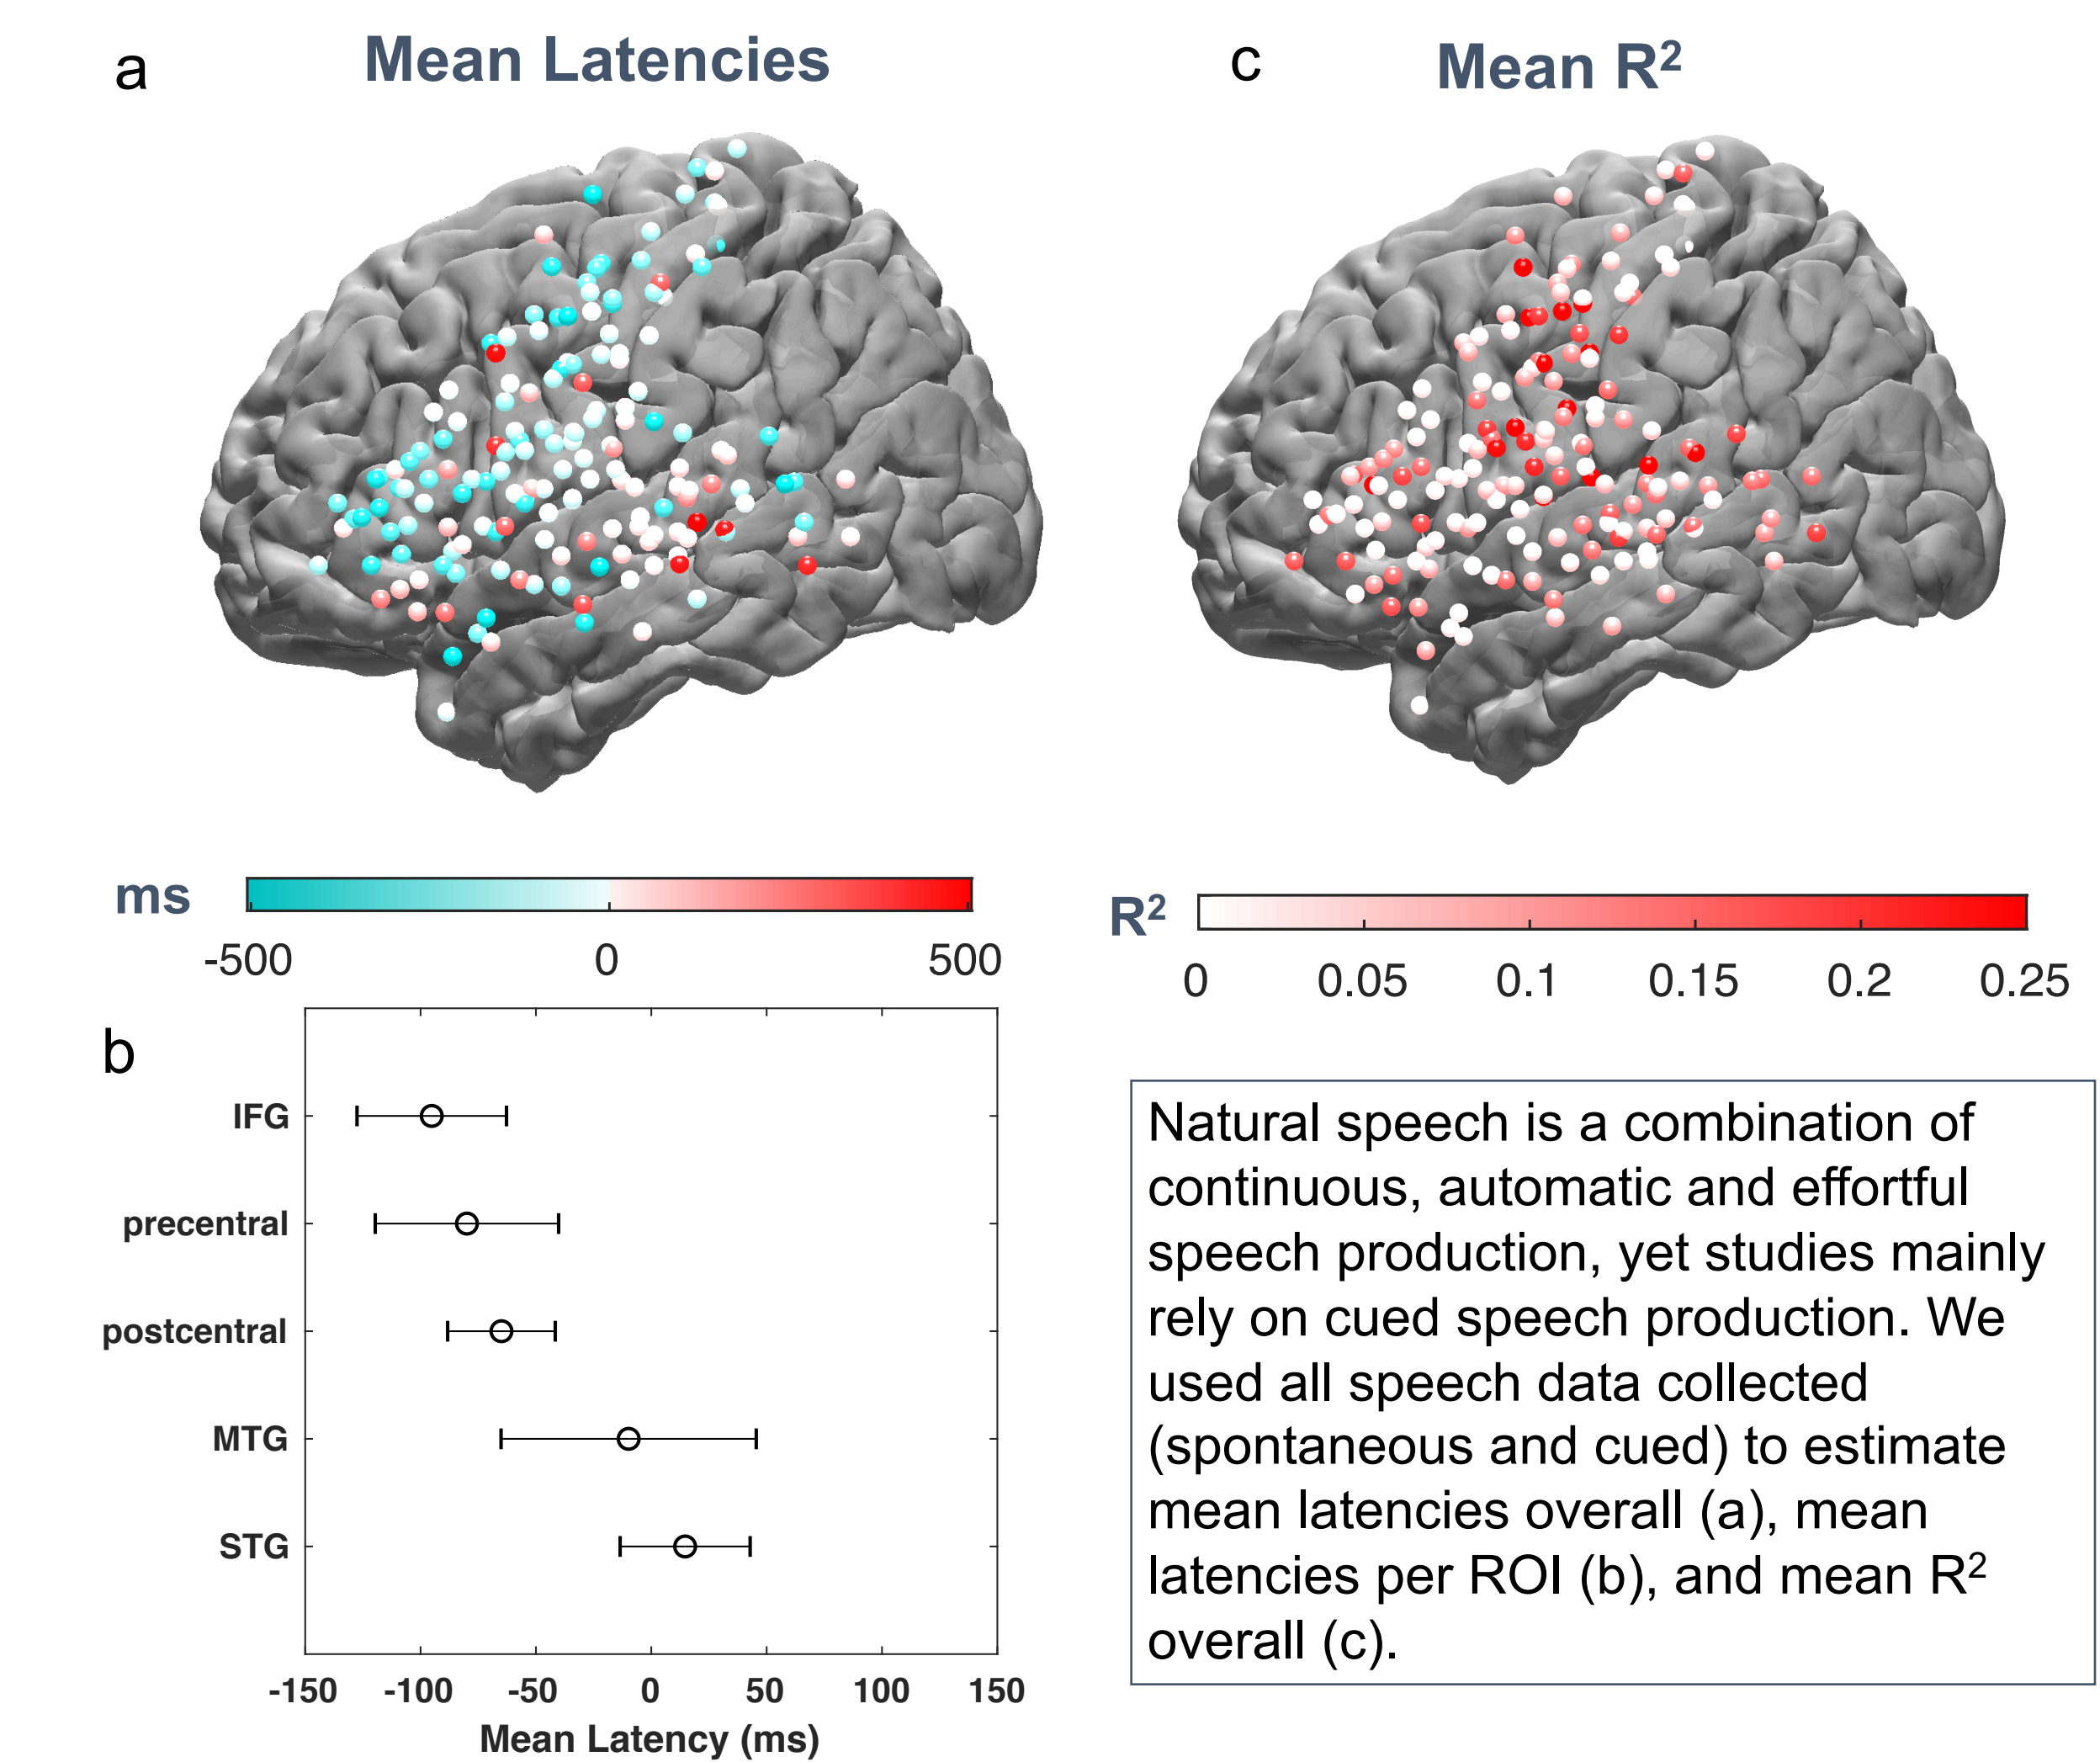 a
Mean Latencies
ms
-500 0 500
b
IFG
precentral
postcentral
MTG
STG
-150 -100 -50 0 50 100 150
Mean Latency (ms)
c
Mean R²
R²
0 0.05 0.1 0.15 0.2 0.25
Natural speech is a combination of
continuous, automatic and effortful
speech production, yet studies mainly
rely on cued speech production. We
used all speech data collected
(spontaneous and cued) to estimate
mean latencies overall (a), mean
latencies per ROI (b), and mean R²
overall (c).